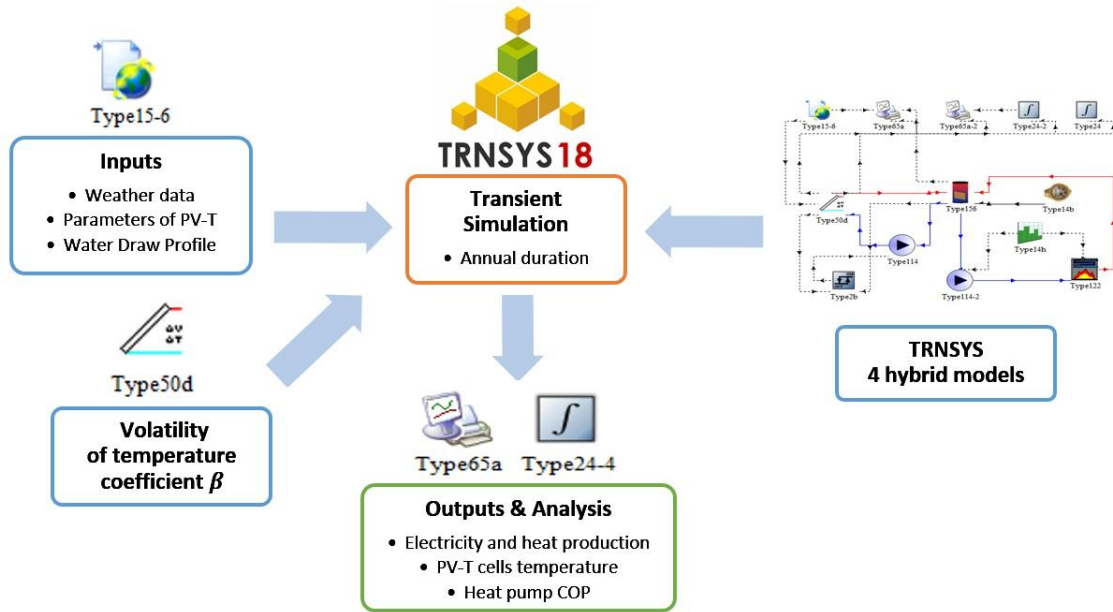 Type15-6
Inputs
• Weather data
• Parameters of PV-T
• Water Draw Profile
ΔV
ΔT
Type50d
Volatility
of temperature
coefficient β
TRNSYS18
Transient
Simulation
• Annual duration
Type65a
Type24-4
Outputs & Analysis
• Electricity and heat production
• PV-T cells temperature
• Heat pump COP
Type15-6
Type65a
Type65a-2
Type24-2
Type24
Type50d
Type156
Type14b
Type114
Type14h
Type2b
Type114-2
Type122
TRNSYS
4 hybrid models